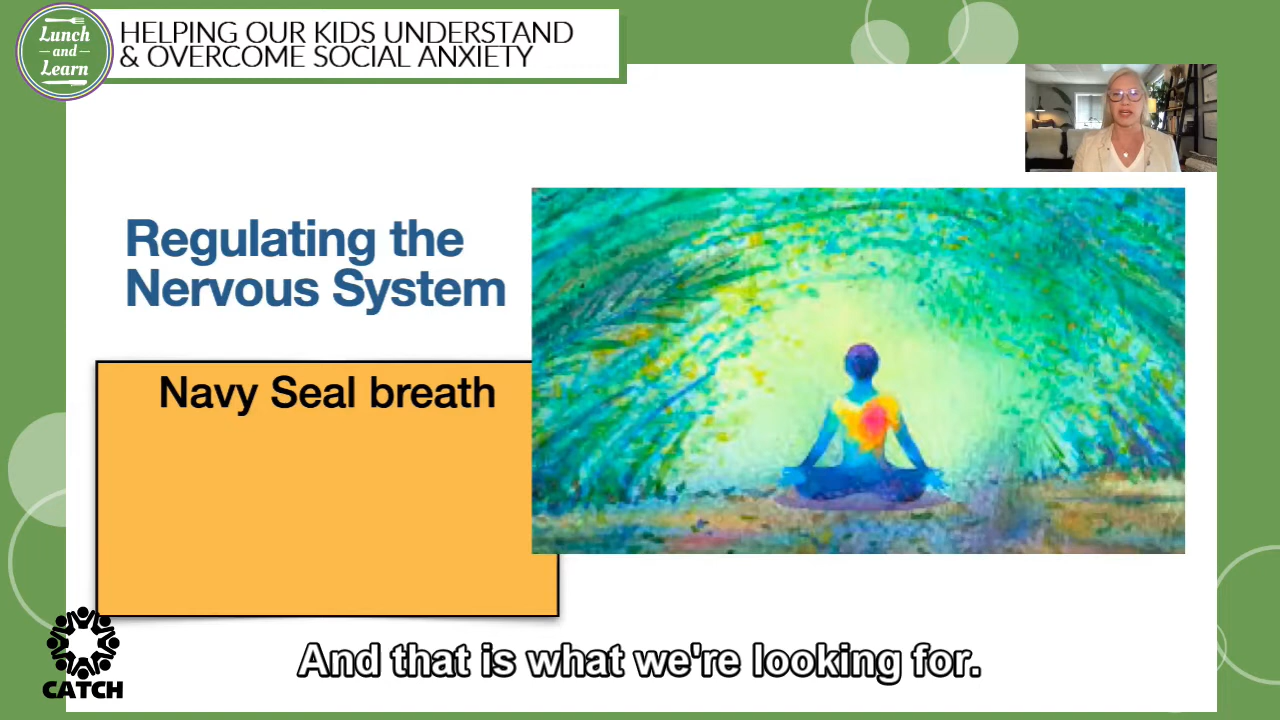 Lunch
and
Learn
HELPING OUR KIDS UNDERSTAND
& OVERCOME SOCIAL ANXIETY
Regulating the
Nervous System
Navy Seal breath
CATCH
And that is what we're looking for.